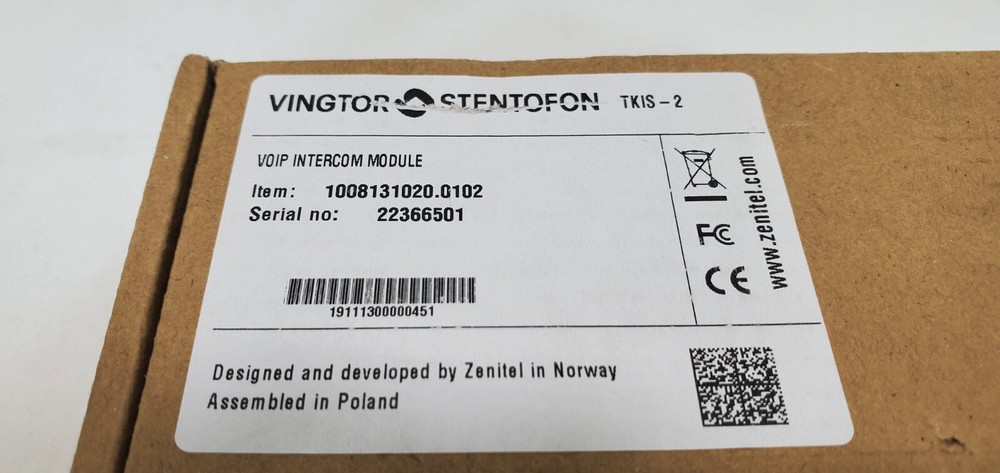 VINGTOR STENTOFON TKIS-2
VOIP INTERCOM MODULE
Item: 1008131020.0102
Serial no: 22366501
19111300000451
FC
CE
www.zenitel.com
Designed and developed by Zenitel in Norway
Assembled in Poland